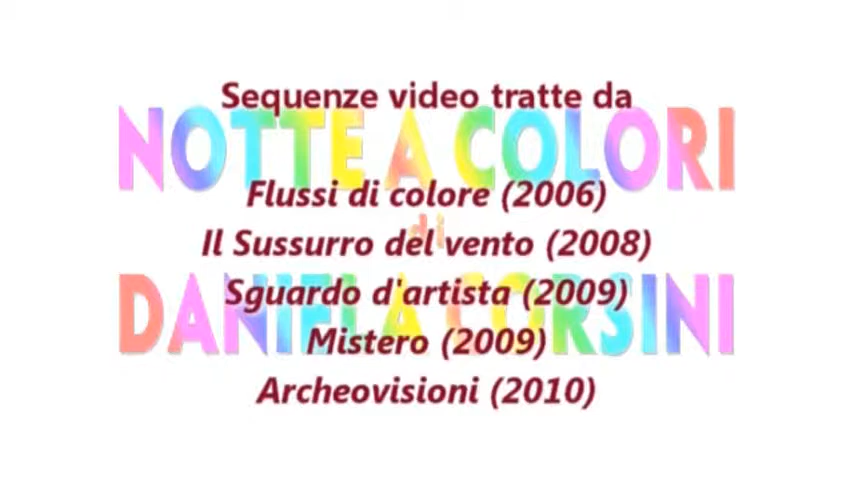 Sequenze video tratte da
NOTTE A COLORI
Flussi di colore (2006)
di
Il Sussurro del vento (2008)
Sguardo d'artista (2009)
DANIELA CORSINI
Mistero (2009)
Archeovisioni (2010)